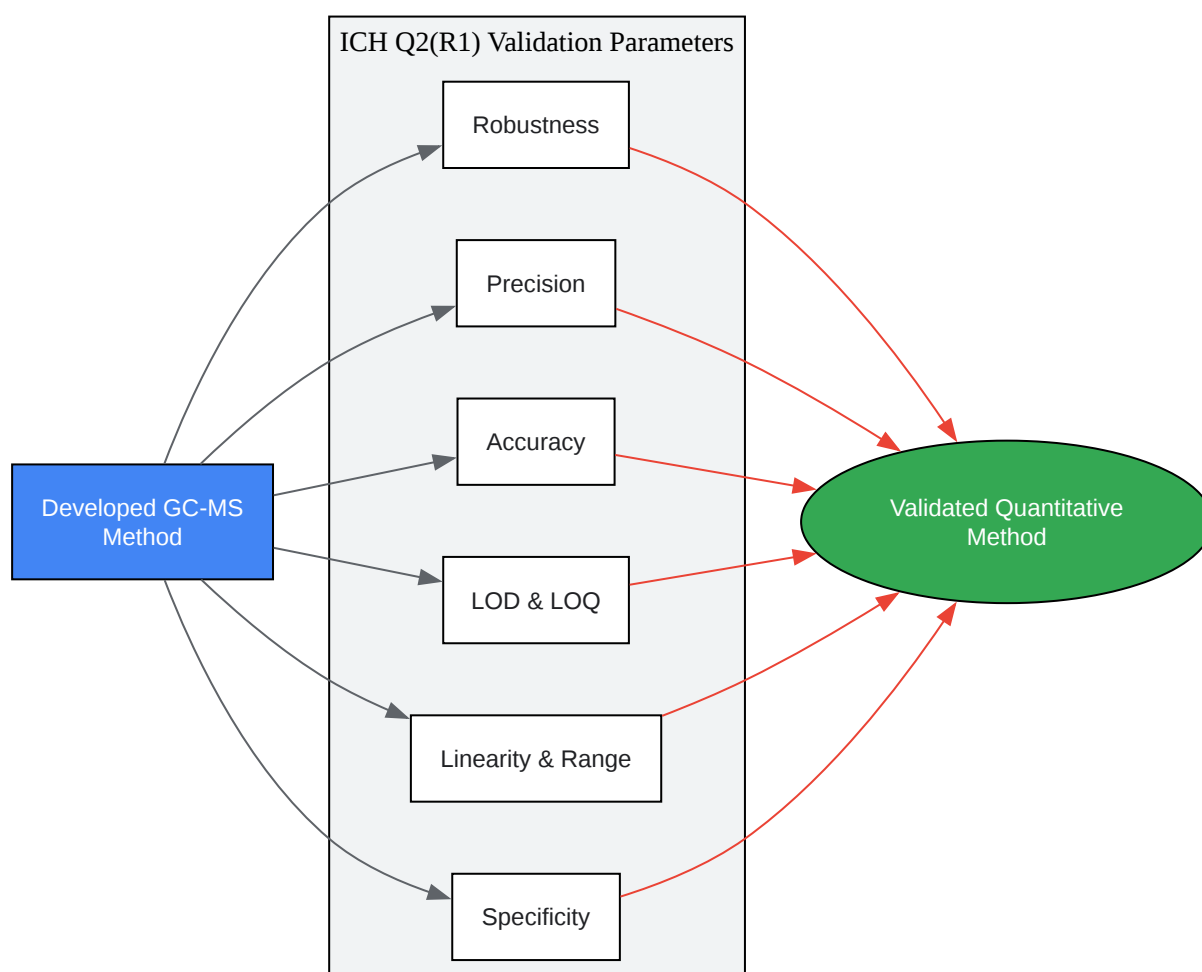 ICH Q2(R1) Validation Parameters
Robustness
Precision
Accuracy
Developed GC-MS
Method
Validated Quantitative
Method
LOD & LOQ
Linearity & Range
Specificity